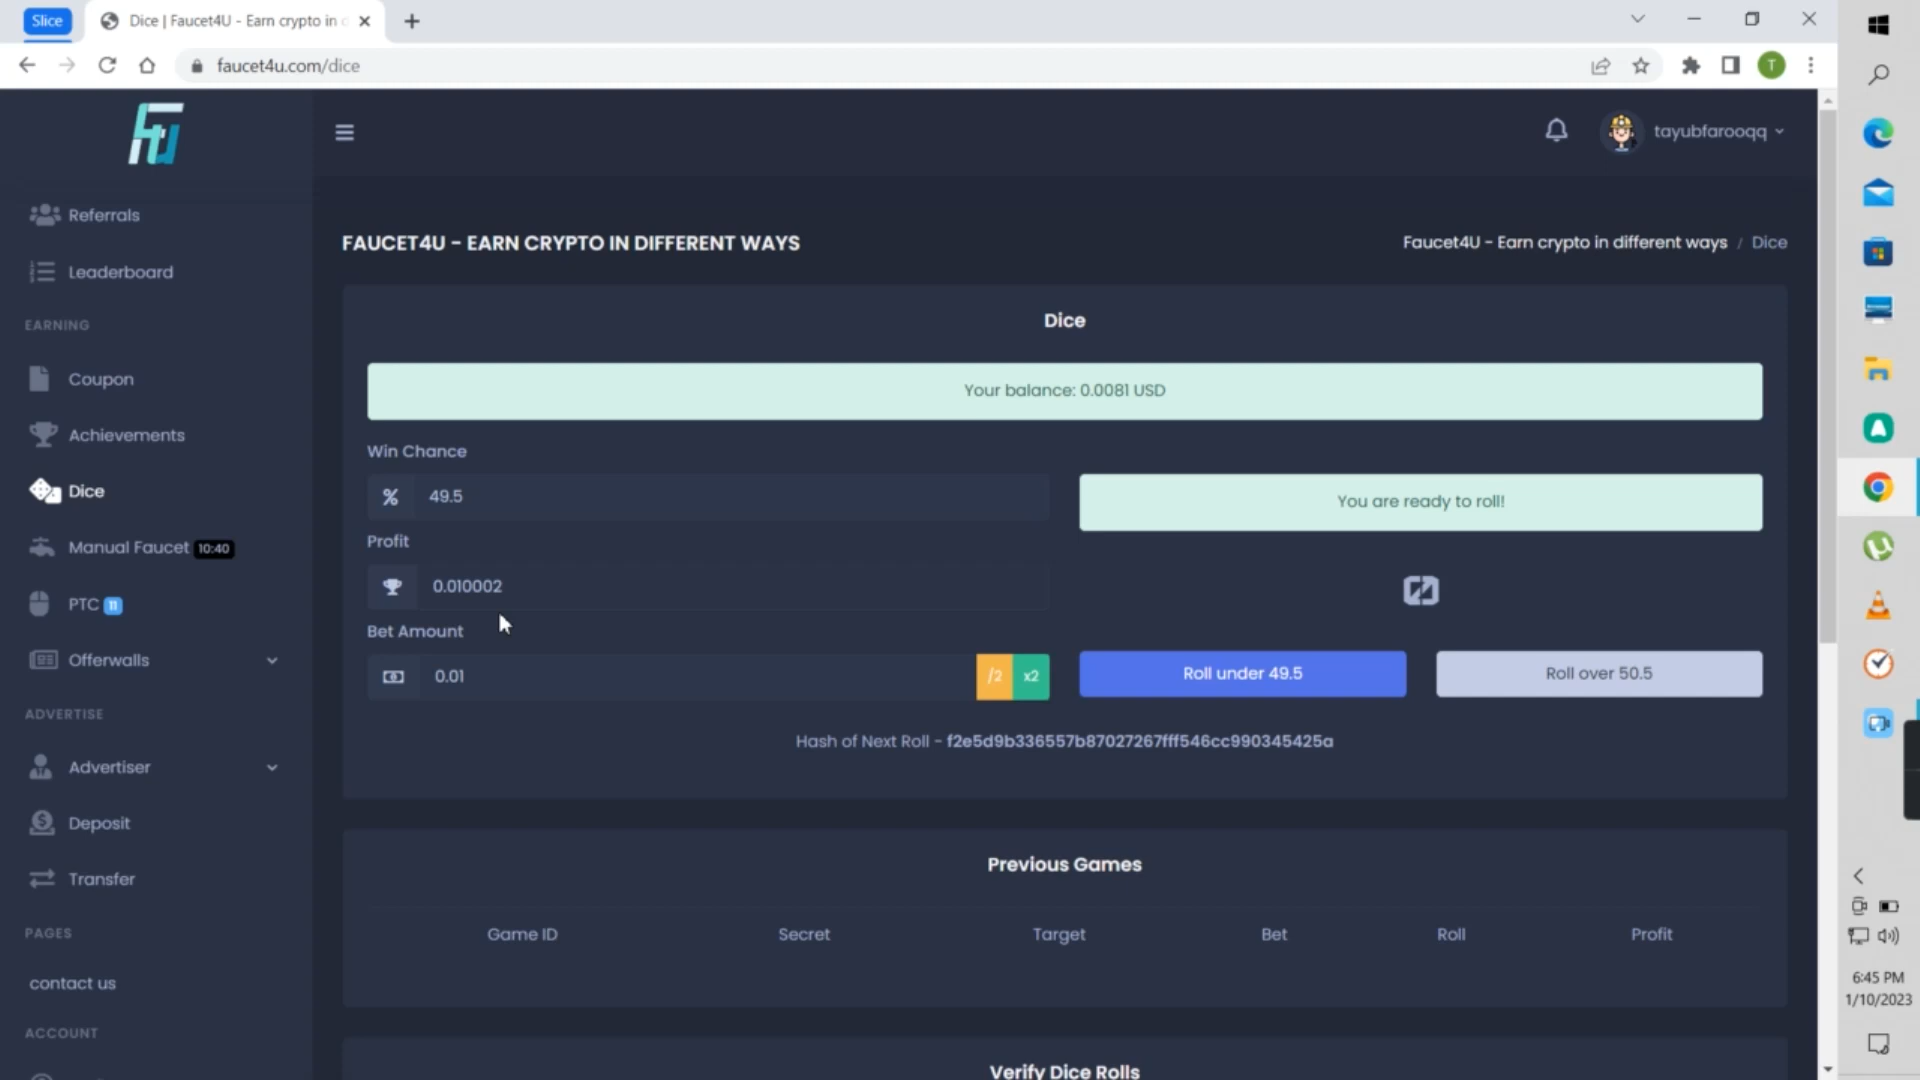 Slice
Dice | Faucet4U - Earn crypto in d
faucet4u.com/dice
T
tayubfarooqq
Referrals
Leaderboard
EARNING
Coupon
Achievements
Dice
Manual Faucet 10:40
PTC 11
Offerwalls
ADVERTISE
Advertiser
Deposit
Transfer
PAGES
contact us
ACCOUNT
FAUCET4U - EARN CRYPTO IN DIFFERENT WAYS
Faucet4U - Earn crypto in different ways / Dice
Dice
Your balance: 0.0081 USD
Win Chance
% 49.5
You are ready to roll!
Profit
0.010002
Bet Amount
0.01
/2 x2
Roll under 49.5
Roll over 50.5
Hash of Next Roll - f2e5d9b336557b87027267fff546cc990345425a
Previous Games
Game ID Secret Target Bet Roll Profit
Verify Dice Rolls
6:45 PM
1/10/2023